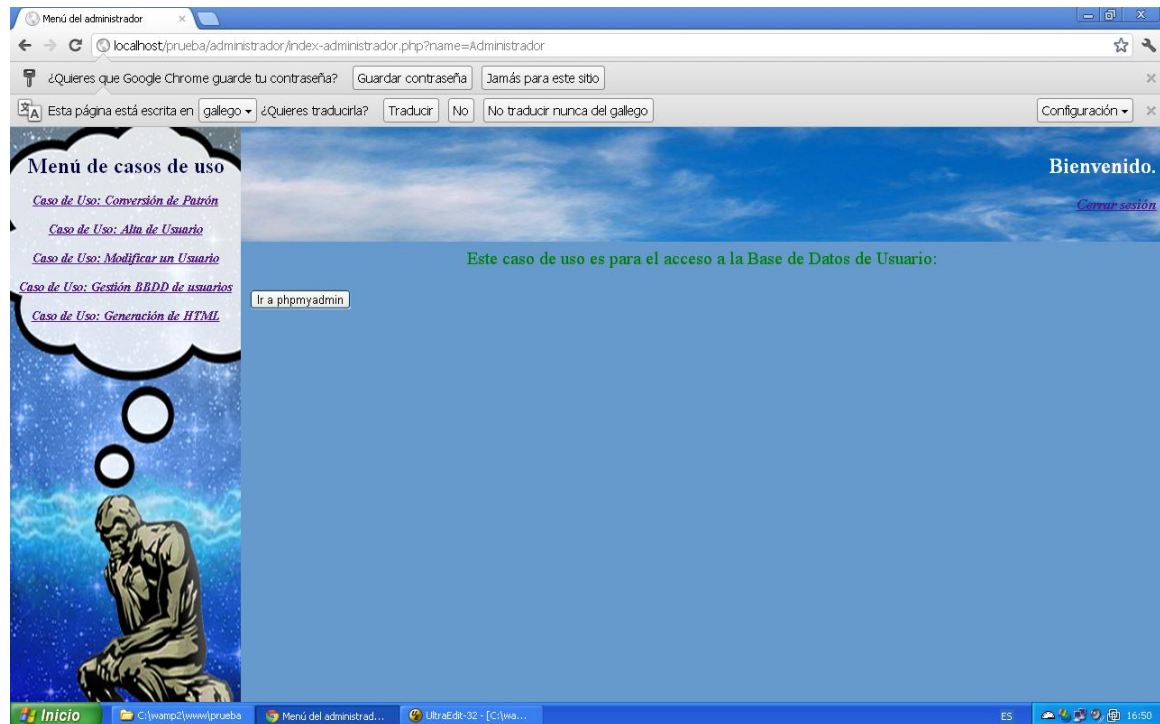 Menú del administrador
localhost/prueba/administrador/index-administrador.php?name=Administrador
¿Quieres que Google Chrome guarde tu contraseña? Guardar contraseña Jamás para este sitio
Esta página está escrita en gallego ¿Quieres traducirla? Traducir No No traducir nunca del gallego Configuración
Menú de casos de uso
Caso de Uso: Conversión de Patrón
Caso de Uso: Alta de Usuario
Caso de Uso: Modificar un Usuario
Caso de Uso: Gestión BBDD de usuarios
Caso de Uso: Generación de HTML
Bienvenido.
Cerrar sesión
Este caso de uso es para el acceso a la Base de Datos de Usuario:
Ir a phpmyadmin
Inicio C:\wamp2\www\prueba Menú del administrad... UltraEdit-32 - [C:\wa... ES 16:50